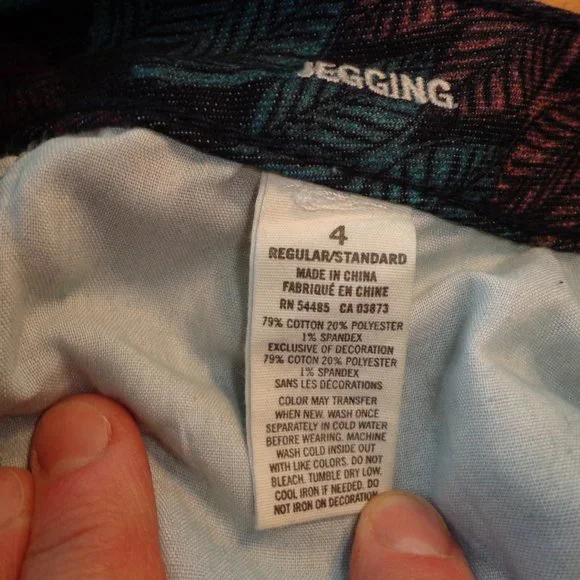 JEGGING
4
REGULAR/STANDARD
MADE IN CHINA
FABRIQUÉ EN CHINE
RN 54485 CA 03873
79% COTTON 20% POLYESTER
1% SPANDEX
EXCLUSIVE OF DECORATION
79% COTON 20% POLYESTER
1% SPANDEX
SANS LES DÉCORATIONS
COLOR MAY TRANSFER
WHEN NEW. WASH ONCE
SEPARATELY IN COLD WATER
BEFORE WEARING. MACHINE
WASH COLD INSIDE OUT
WITH LIKE COLORS. DO NOT
BLEACH. TUMBLE DRY LOW.
COOL IRON IF NEEDED. DO
NOT IRON ON DECORATION